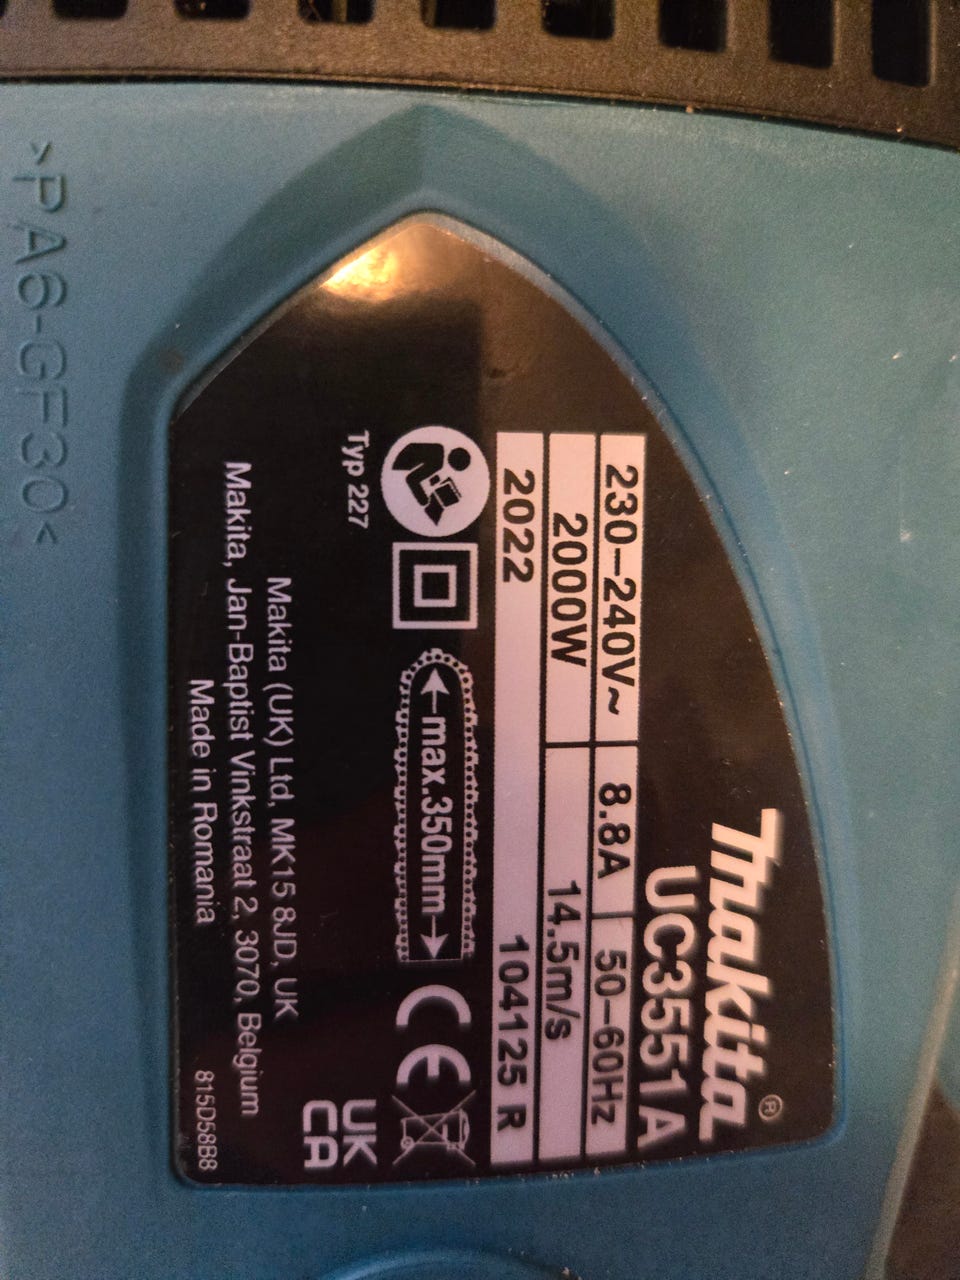 makita®
UC3551A
230–240V~ 8.8A 50–60Hz
2000W 14.5m/s
2022 104125 R
max.350mm
CE
Typ 227
UK
CA
Makita (UK) Ltd, MK15 8JD, UK
Makita, Jan-Baptist Vinkstraat 2, 3070, Belgium
Made in Romania
815D58B8
>PA6-GF30<